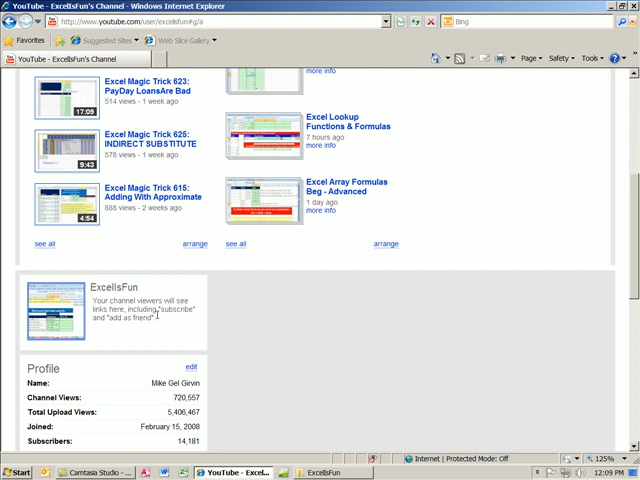 YouTube - ExcelIsFun's Channel - Windows Internet Explorer
http://www.youtube.com/user/excelisfun#g/a
Bing
Favorites
Suggested Sites
Web Slice Gallery
YouTube - ExcelIsFun's Channel
Page
Safety
Tools
Excel Magic Trick 623:
PayDay LoansAre Bad
514 views - 1 week ago
17:09
Excel Magic Trick 625:
INDIRECT SUBSTITUTE
578 views - 1 week ago
9:43
Excel Magic Trick 615:
Adding With Approximate
888 views - 2 weeks ago
4:54
see all
arrange
more info
Excel Lookup
Functions & Formulas
7 hours ago
more info
Excel Array Formulas
Beg - Advanced
1 day ago
more info
see all
arrange
ExcelIsFun
Your channel viewers will see
links here, including "subscribe"
and "add as friend".
Profile
edit
Name: Mike Gel Girvin
Channel Views: 720,557
Total Upload Views: 5,406,467
Joined: February 15, 2008
Subscribers: 14,181
Internet | Protected Mode: Off
125%
Start
Camtasia Studio - ...
YouTube - Excel...
ExcelIsFun
12:09 PM